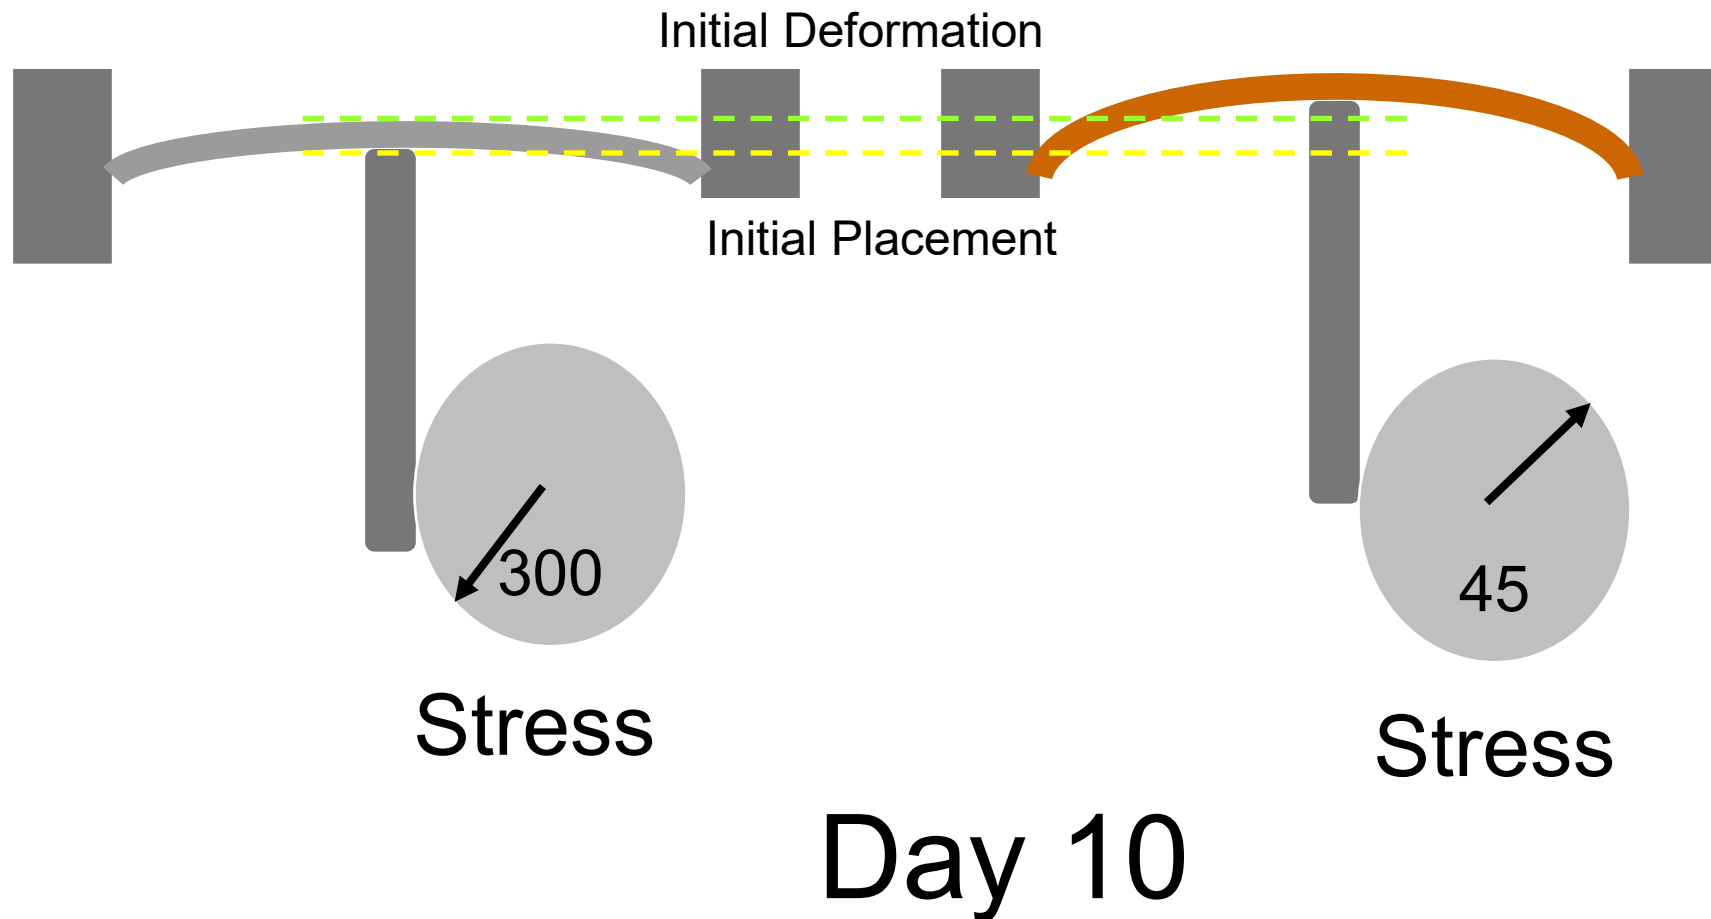 Initial Deformation
Initial Placement
300
45
Stress
Stress
Day 10